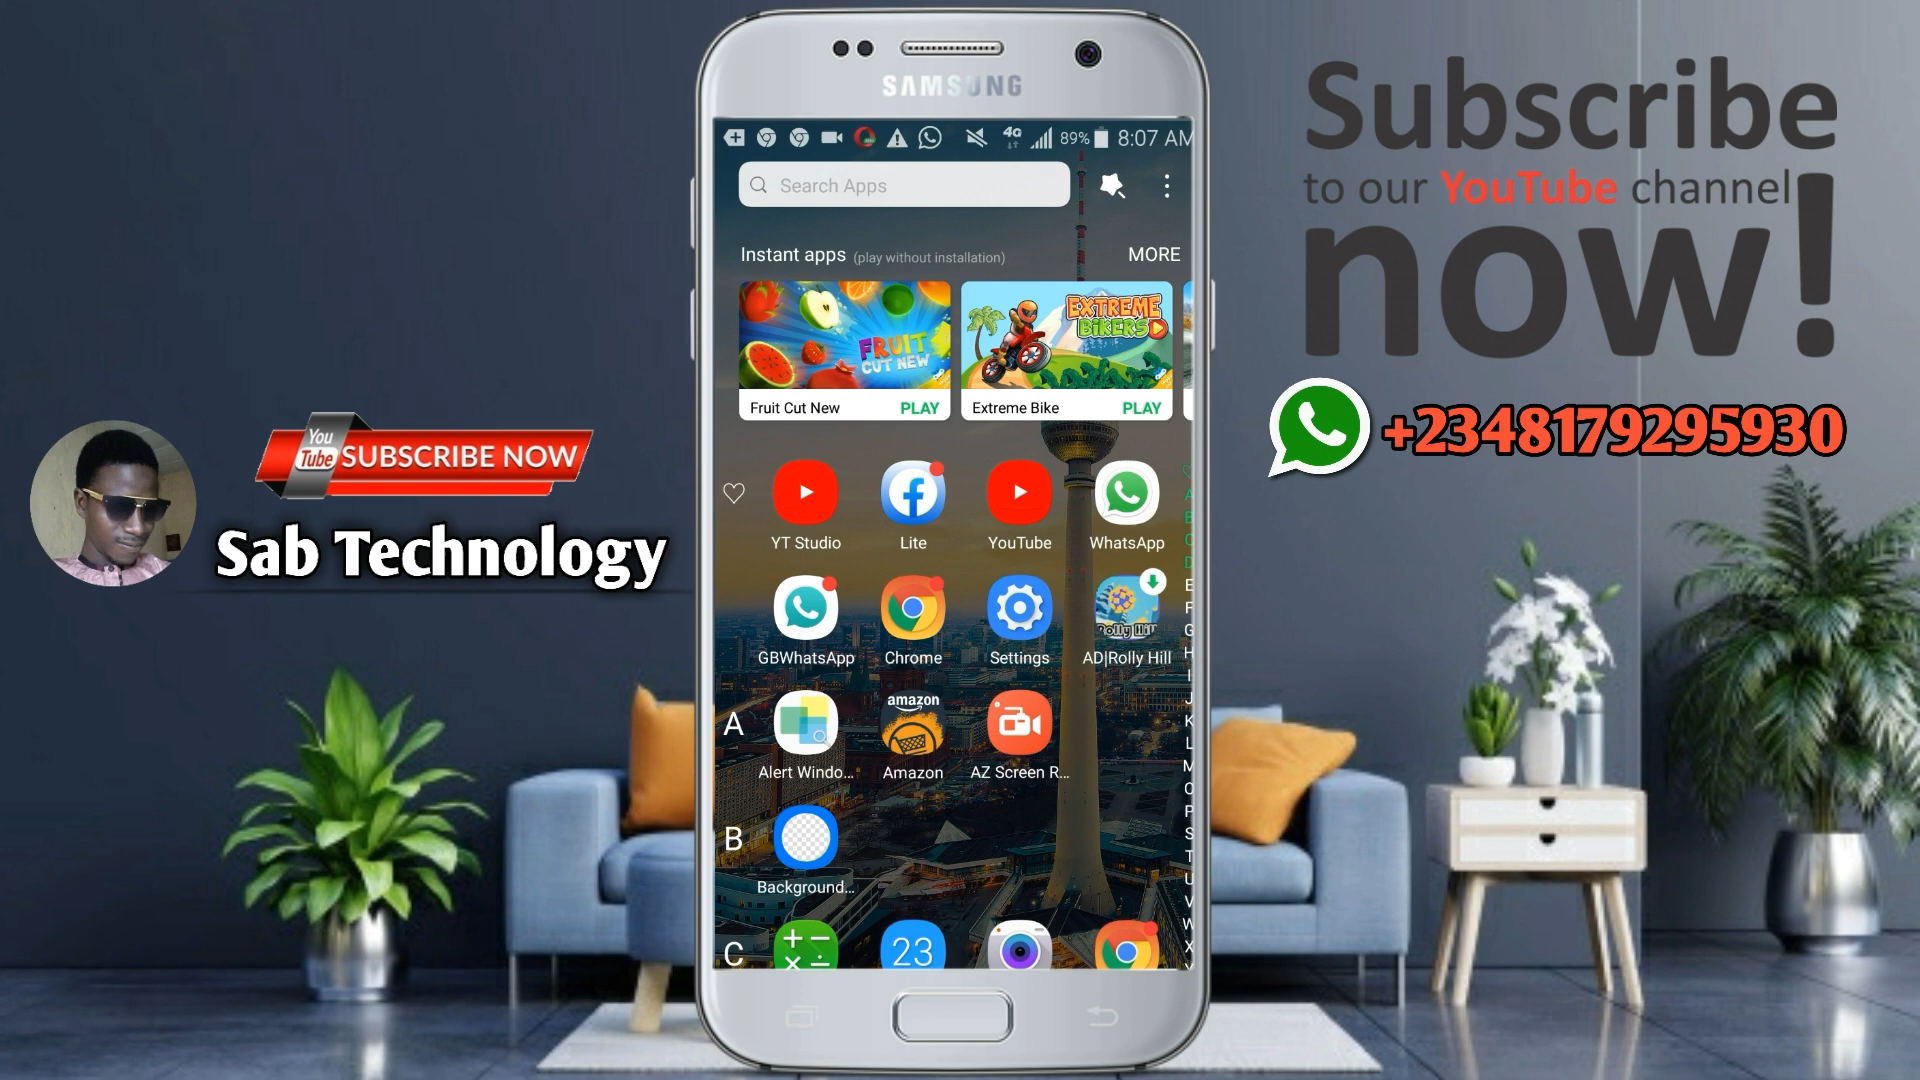 SAMSUNG
4G
89%
8:07 AM
Search Apps
Instant apps (play without installation)
MORE
FRUIT
CUT NEW
EXTREME
BIKERS
Fruit Cut New
PLAY
Extreme Bike
PLAY
YT Studio
Lite
YouTube
WhatsApp
GBWhatsApp
Chrome
Settings
Rolly Hill
AD|Rolly Hill
A
amazon
Alert Windo...
Amazon
AZ Screen R...
B
Background...
C
23
A
B
C
D
E
F
G
H
I
J
K
L
M
O
P
S
T
U
V
W
X
Y
You
Tube
SUBSCRIBE NOW
Sab Technology
Subscribe
to our YouTube channel
now!
+2348179295930